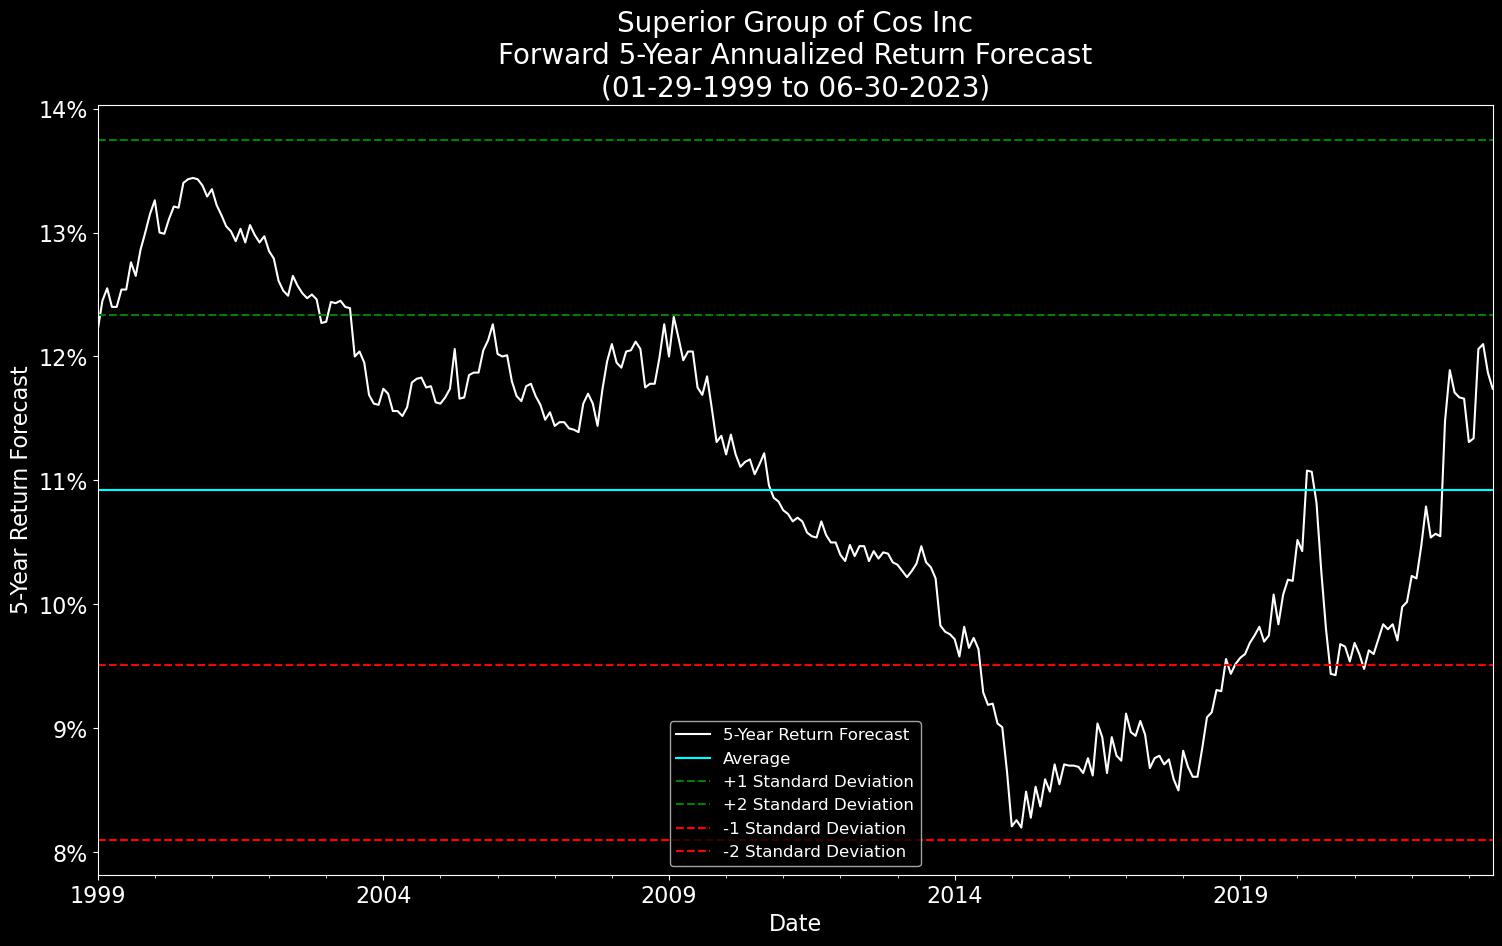 Superior Group of Cos Inc
Forward 5-Year Annualized Return Forecast
(01-29-1999 to 06-30-2023)
14%
13%
12%
11%
10%
9%
8%
5-Year Return Forecast
5-Year Return Forecast
Average
+1 Standard Deviation
+2 Standard Deviation
-1 Standard Deviation
-2 Standard Deviation
1999
2004
2009
2014
2019
Date